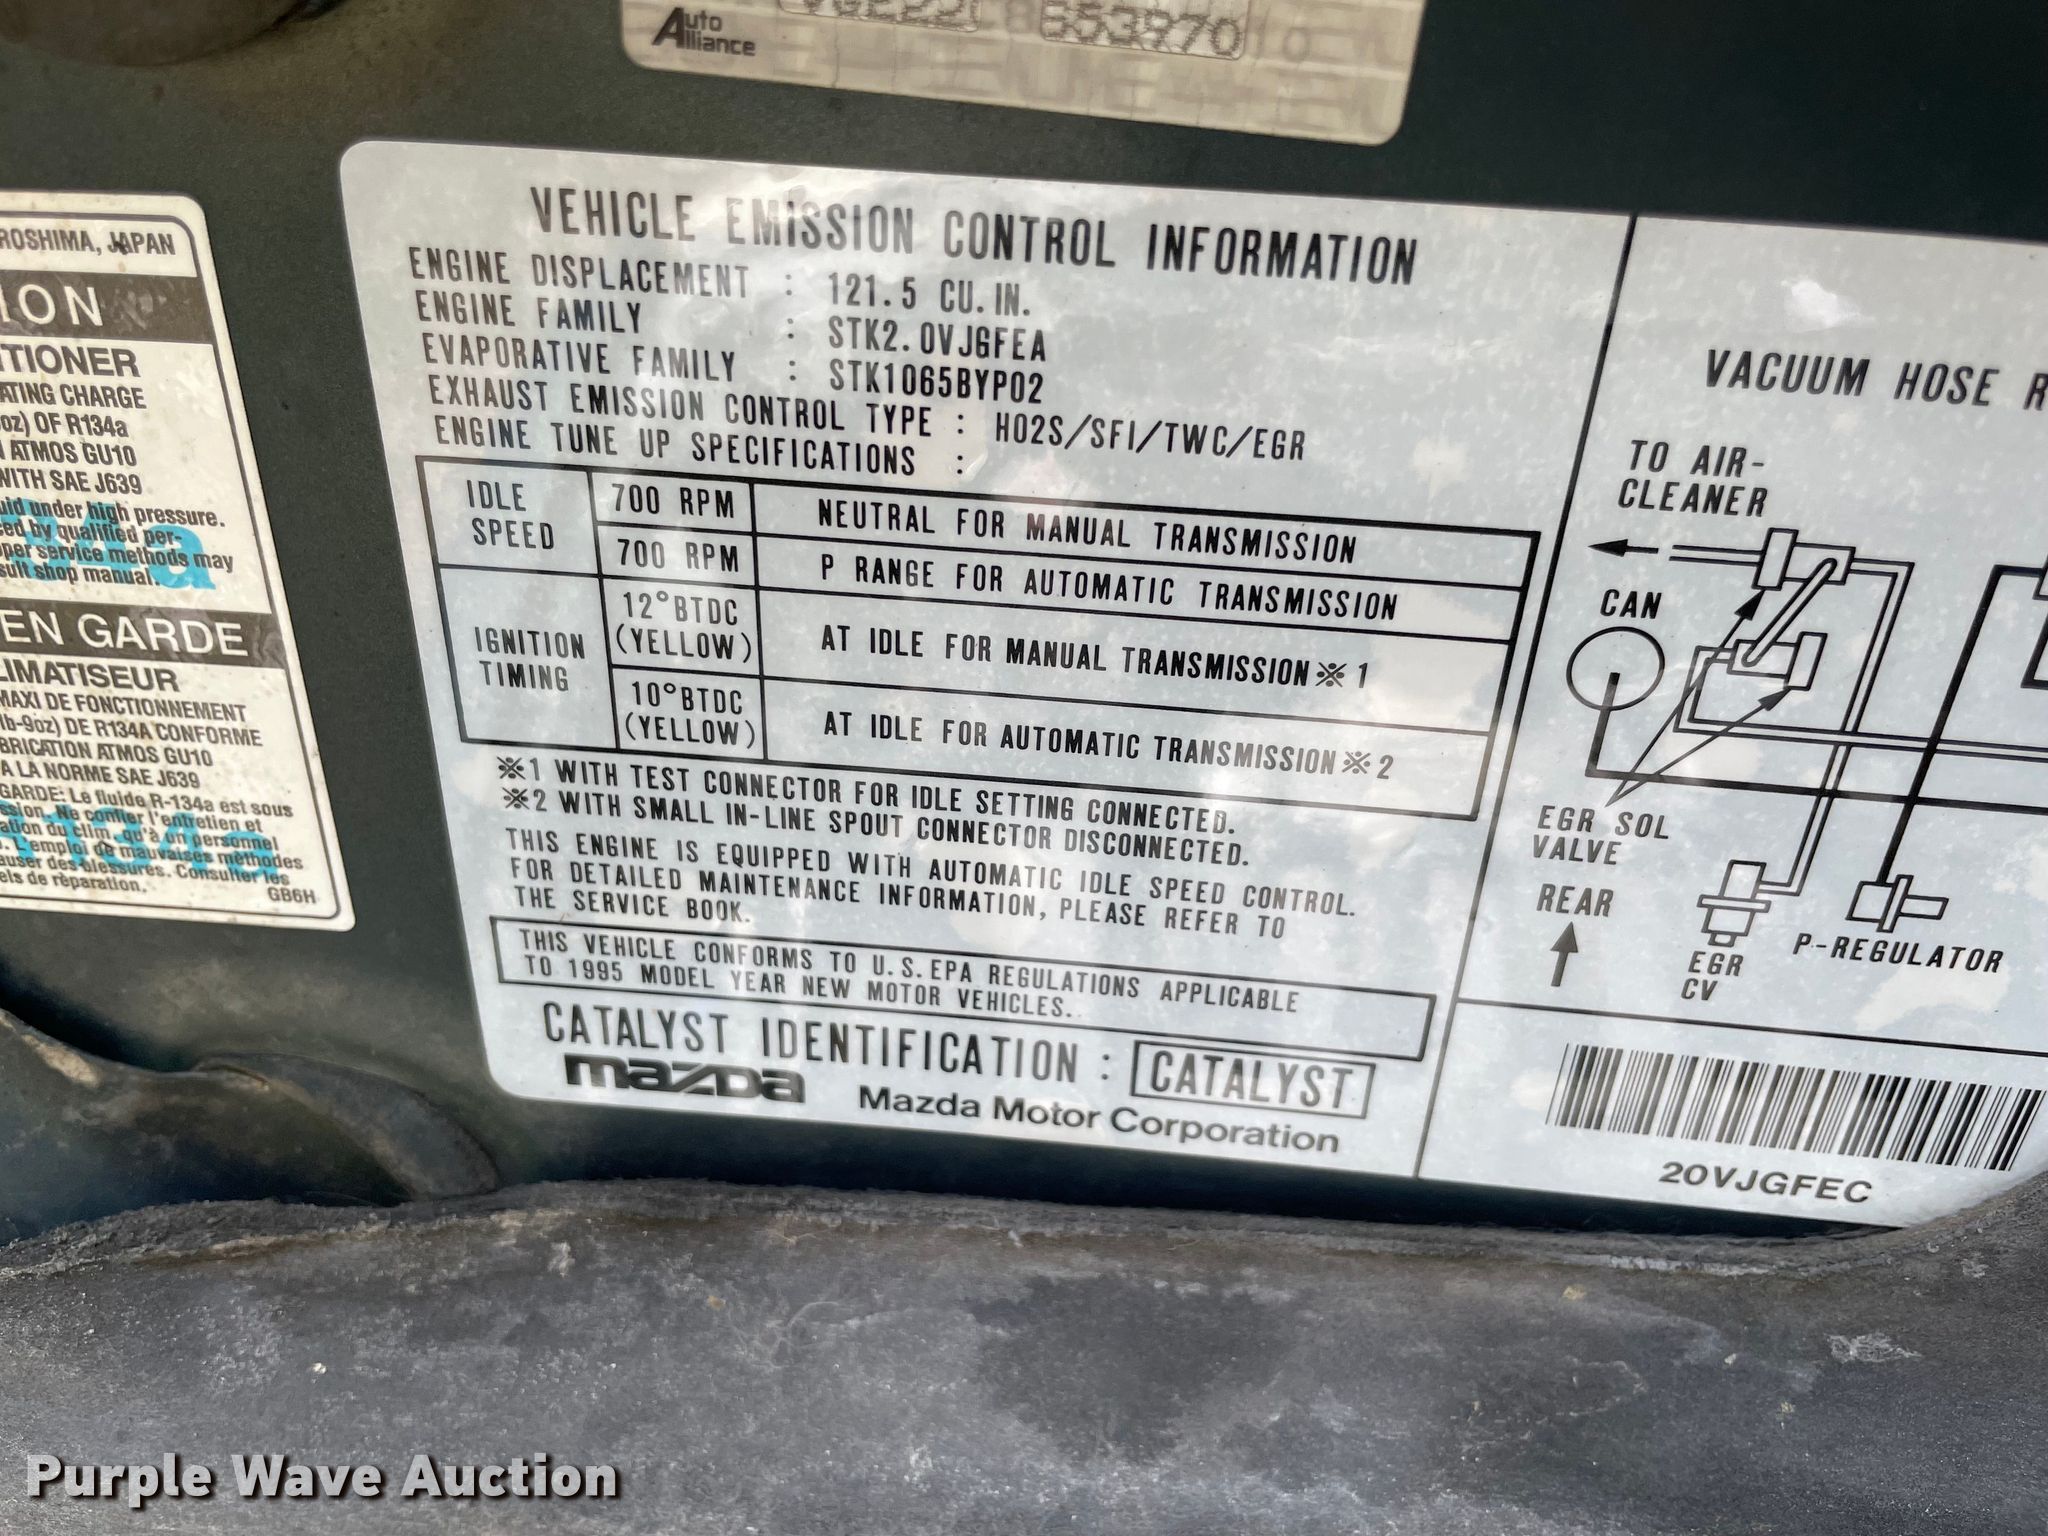 Auto
Alliance
653970
ROSHIMA, JAPAN
ION
TIONER
ATING CHARGE
oz) OF R134a
ATMOS GU10
WITH SAE J639
uid under high pressure.
ced by qualified per-
oper service methods may
sult shop manual.
EN GARDE
LIMATISEUR
MAXI DE FONCTIONNEMENT
lb-9oz) DE R134A CONFORME
BRICATION ATMOS GU10
A LA NORME SAE J639
GARDE: Le fluide R-134a est sous
ssion. Ne confier l'entretien et
ation du clim. qu'à un personnel
. L'emploi de mauvaises méthodes
auser des blessures. Consulter les
els de réparation.
GB6H
VEHICLE EMISSION CONTROL INFORMATION
ENGINE DISPLACEMENT : 121.5 CU. IN.
ENGINE FAMILY : STK2.0VJGFEA
EVAPORATIVE FAMILY : STK1065BYP02
EXHAUST EMISSION CONTROL TYPE : HO2S/SFI/TWC/EGR
ENGINE TUNE UP SPECIFICATIONS :
IDLE SPEED 700 RPM NEUTRAL FOR MANUAL TRANSMISSION
700 RPM P RANGE FOR AUTOMATIC TRANSMISSION
IGNITION TIMING 12°BTDC (YELLOW) AT IDLE FOR MANUAL TRANSMISSION※1
10°BTDC (YELLOW) AT IDLE FOR AUTOMATIC TRANSMISSION※2
※1 WITH TEST CONNECTOR FOR IDLE SETTING CONNECTED.
※2 WITH SMALL IN-LINE SPOUT CONNECTOR DISCONNECTED.
THIS ENGINE IS EQUIPPED WITH AUTOMATIC IDLE SPEED CONTROL.
FOR DETAILED MAINTENANCE INFORMATION, PLEASE REFER TO
THE SERVICE BOOK.
THIS VEHICLE CONFORMS TO U.S. EPA REGULATIONS APPLICABLE
TO 1995 MODEL YEAR NEW MOTOR VEHICLES.
CATALYST IDENTIFICATION : CATALYST
mazda Mazda Motor Corporation
VACUUM HOSE R
TO AIR-
CLEANER
CAN
EGR SOL
VALVE
REAR
EGR
CV
P-REGULATOR
20VJGFEC
Purple Wave Auction